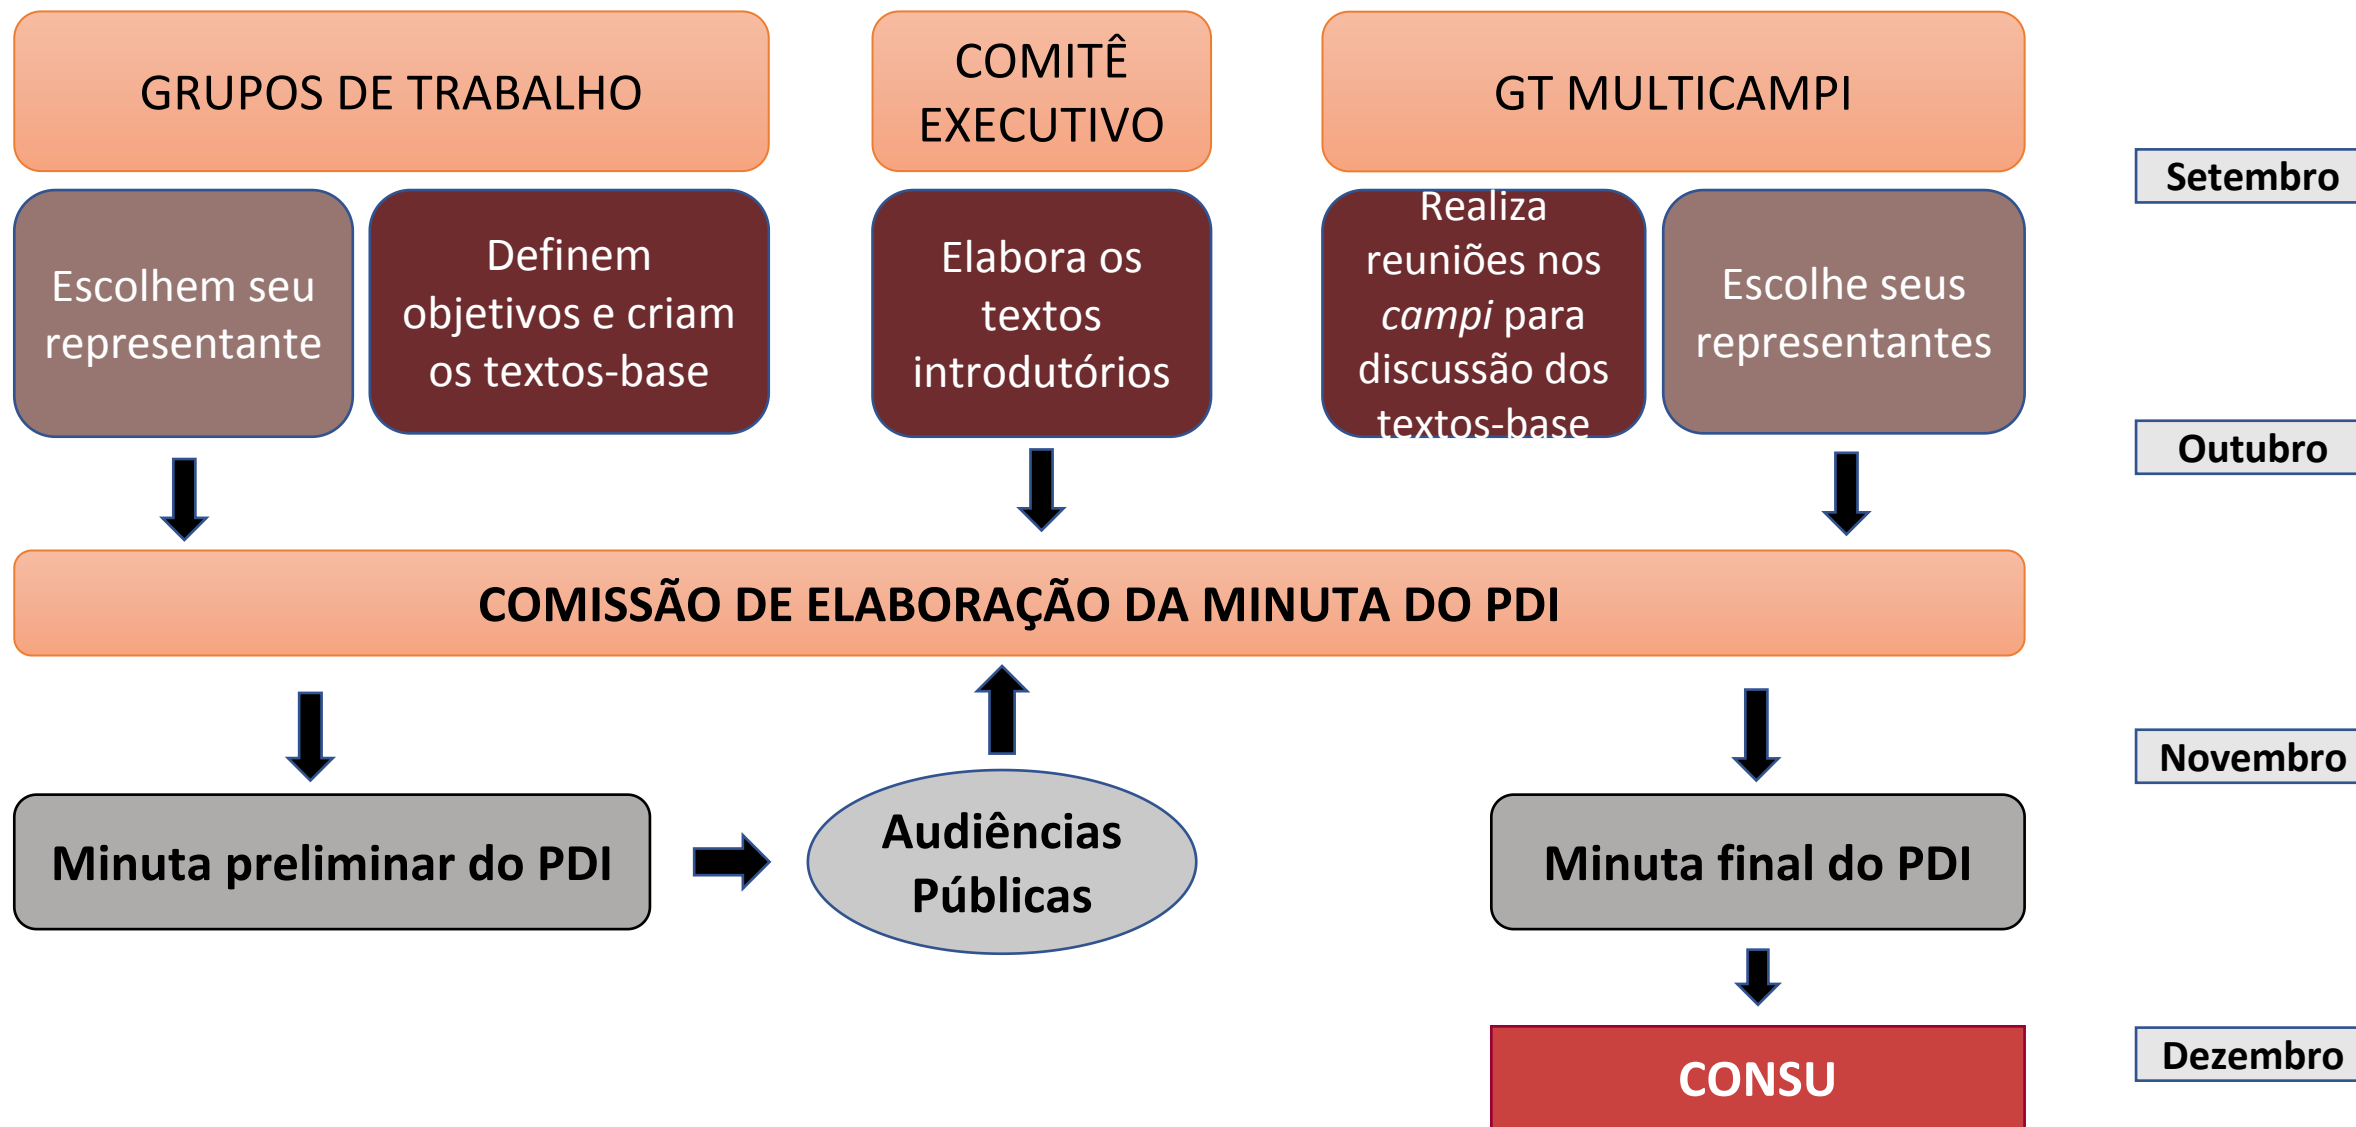 GRUPOS DE TRABALHO
COMITÊ
EXECUTIVO
GT MULTICAMPI
Setembro
Escolhem seu
representante
Definem
objetivos e criam
os textos-base
Elabora os
textos
introdutórios
Realiza
reuniões nos
campi para
discussão dos
textos-base
Escolhe seus
representantes
Outubro
COMISSÃO DE ELABORAÇÃO DA MINUTA DO PDI
Novembro
Minuta preliminar do PDI
Audiências
Públicas
Minuta final do PDI
CONSU
Dezembro